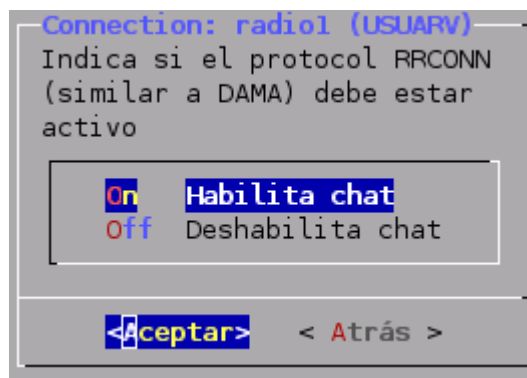 Connection: radio1 (USUARV)
Indica si el protocol RRCONN
(similar a DAMA) debe estar
activo
On Habilita chat
Off Deshabilita chat
<Aceptar> < Atrás >